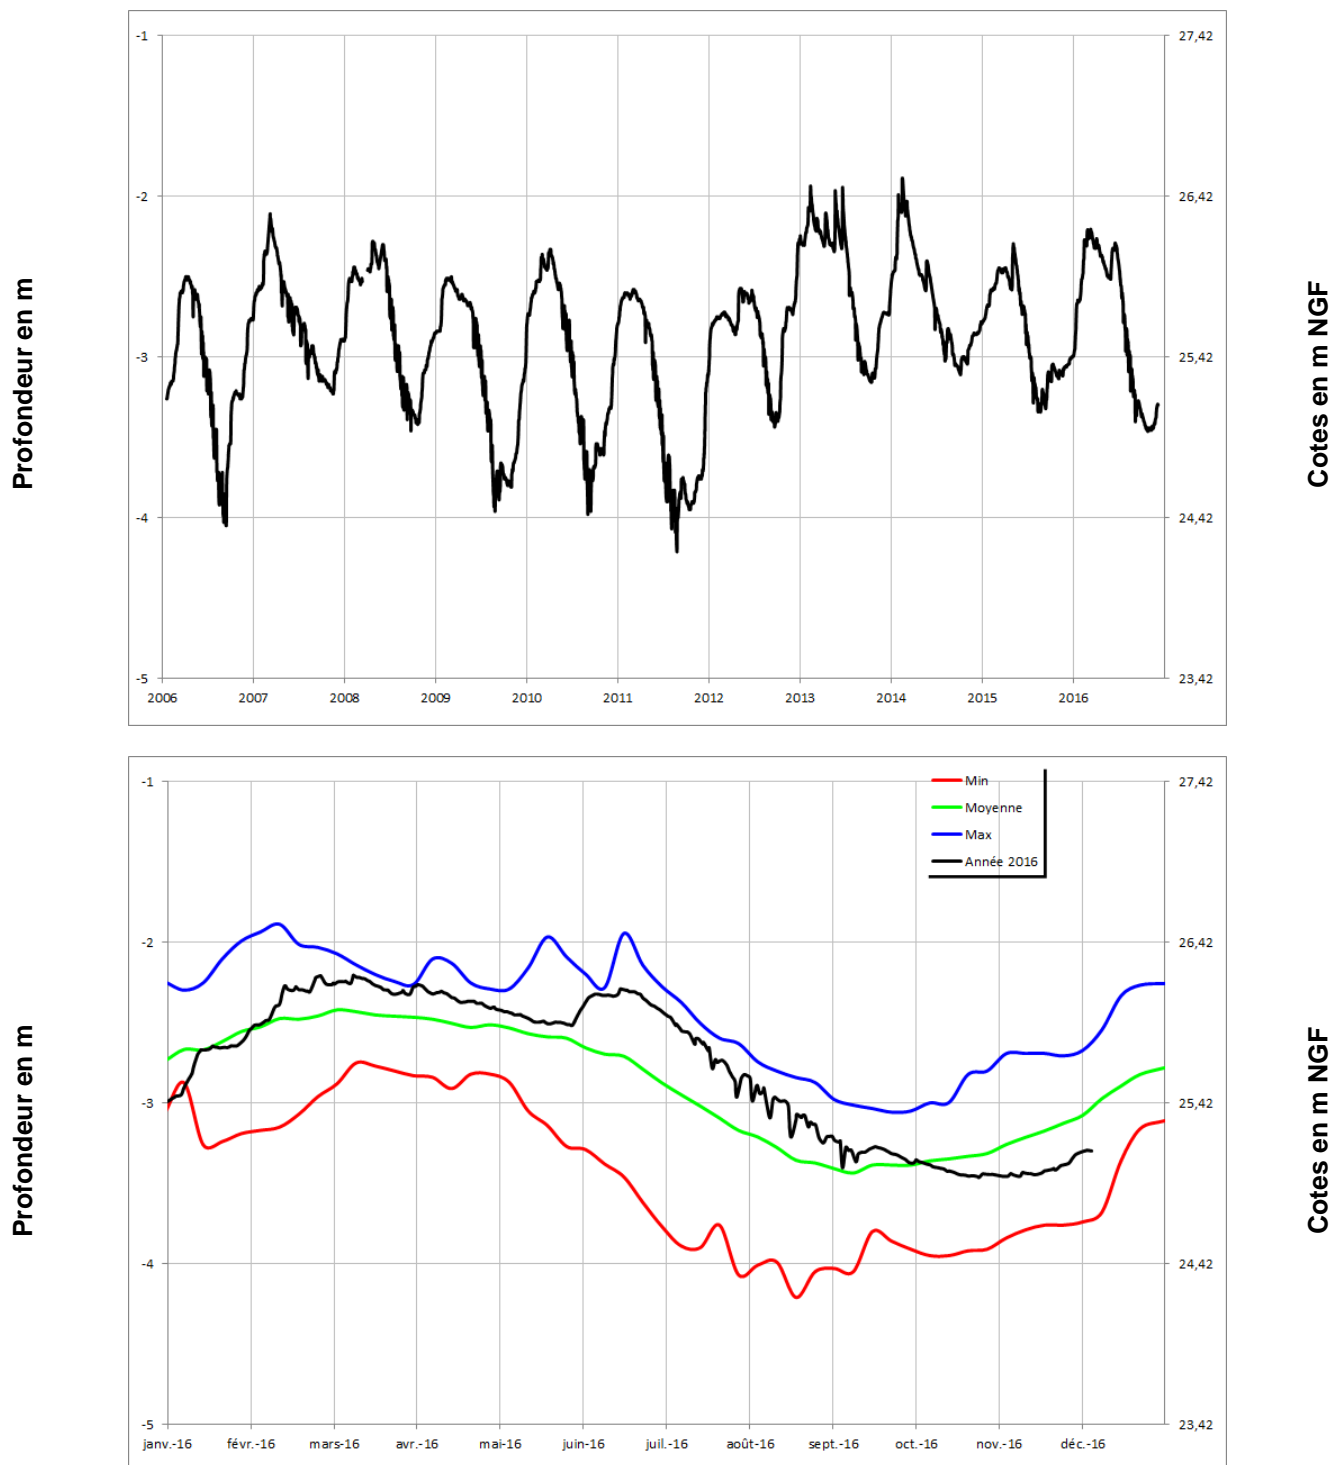 Profondeur en m
-1
-2
-3
-4
-5
27,42
26,42
25,42
24,42
23,42
Cotes en m NGF
2006 2007 2008 2009 2010 2011 2012 2013 2014 2015 2016
Profondeur en m
-1
-2
-3
-4
-5
Min
Moyenne
Max
Année 2016
27,42
26,42
25,42
24,42
23,42
Cotes en m NGF
janv.-16 févr.-16 mars-16 avr.-16 mai-16 juin-16 juil.-16 août-16 sept.-16 oct.-16 nov.-16 déc.-16